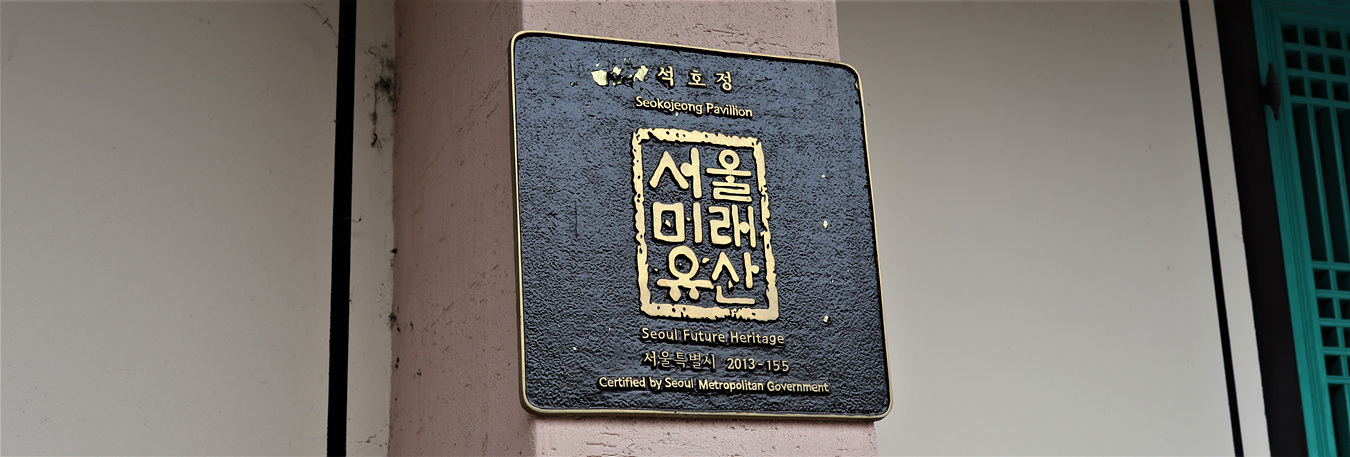 석호정
Seokojeong Pavillion
서울
미래
유산
Seoul Future Heritage
서울특별시 2013-155
Certified by Seoul Metropolitan Government